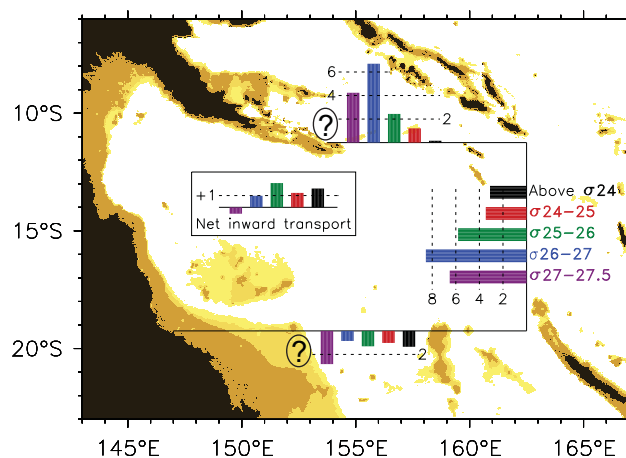 6
4
2
?
10°S
+1
Net inward transport
Above σ24
σ24−25
σ25−26
σ26−27
σ27−27.5
8 6 4 2
15°S
?
2
20°S
145°E 150°E 155°E 160°E 165°E